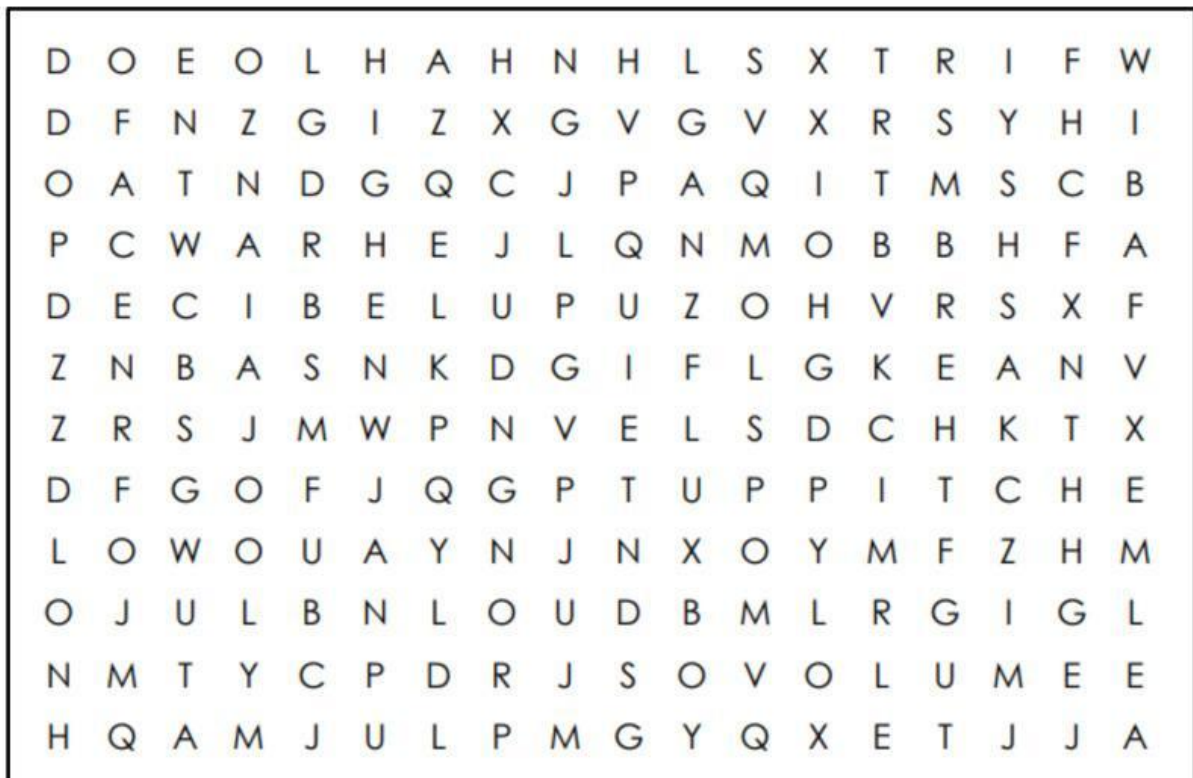 D O E O L H A H N H L S X T R I F W
D F N Z G I Z X G V G V X R S Y H I
O A T N D G Q C J P A Q I T M S C B
P C W A R H E J L Q N M O B B H F A
D E C I B E L U P U Z O H V R S X F
Z N B A S N K D G I F L G K E A N V
Z R S J M W P N V E L S D C H K T X
D F G O F J Q G P T U P P I T C H E
L O W O U A Y N J N X O Y M F Z H M
O J U L B N L O U D B M L R G I G L
N M T Y C P D R J S O V O L U M E E
H Q A M J U L P M G Y Q X E T J J A